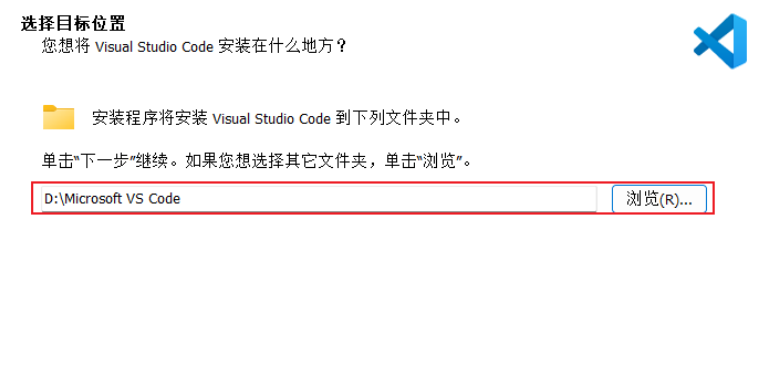 选择目标位置
您想将 Visual Studio Code 安装在什么地方？
安装程序将安装 Visual Studio Code 到下列文件夹中。
单击“下一步”继续。如果您想选择其它文件夹，单击“浏览”。
D:\Microsoft VS Code 浏览(R)...